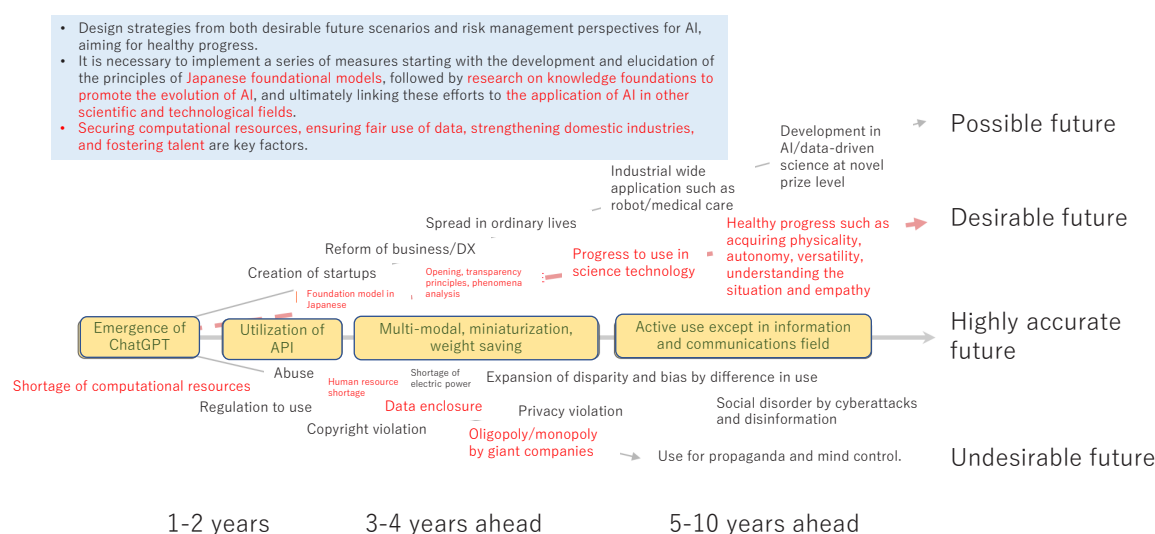 • Design strategies from both desirable future scenarios and risk management perspectives for AI,
aiming for healthy progress.
• It is necessary to implement a series of measures starting with the development and elucidation of
the principles of Japanese foundational models, followed by research on knowledge foundations to
promote the evolution of AI, and ultimately linking these efforts to the application of AI in other
scientific and technological fields.
• Securing computational resources, ensuring fair use of data, strengthening domestic industries,
and fostering talent are key factors.
Development in
AI/data-driven
science at novel
prize level
Possible future
Industrial wide
application such as
robot/medical care
Spread in ordinary lives
Reform of business/DX
Creation of startups
Healthy progress such as
acquiring physicality,
autonomy, versatility,
understanding the
situation and empathy
Desirable future
Progress to use in
science technology
Opening, transparency
principles, phenomena
analysis
Foundation model in
Japanese
Emergence of
ChatGPT
Utilization of
API
Multi-modal, miniaturization,
weight saving
Active use except in information
and communications field
Highly accurate
future
Shortage of computational resources
Abuse
Human resource
shortage
Shortage of
electric power
Expansion of disparity and bias by difference in use
Regulation to use
Data enclosure
Privacy violation
Social disorder by cyberattacks
and disinformation
Copyright violation
Oligopoly/monopoly
by giant companies
Use for propaganda and mind control.
Undesirable future
1-2 years
3-4 years ahead
5-10 years ahead